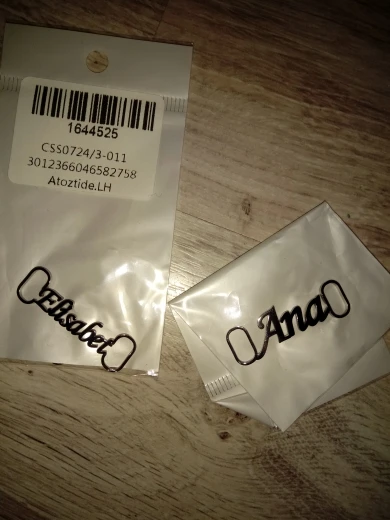 1644525
CSS0724/3-011
3012366046582758
Atoztide.LH
Elisabet
Ana